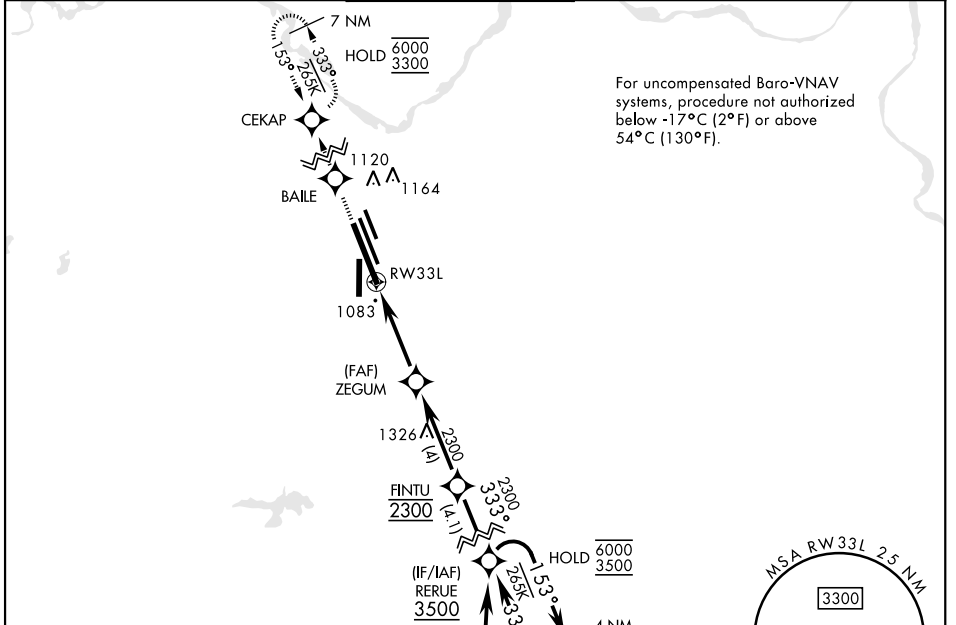 7 NM
HOLD 6000
3300
153°
333°
265K
For uncompensated Baro-VNAV
systems, procedure not authorized
below -17°C (2°F) or above
54°C (130°F).
CEKAP
1120
1164
BAILE
RW33L
1083
(FAF)
ZEGUM
1326
2300
(4)
FINTU
2300
2300
333°
(4.1)
HOLD 6000
3500
(IF/IAF)
RERUE
3500
265K
153°
MSA RW33L 25 NM
3300
4 NM